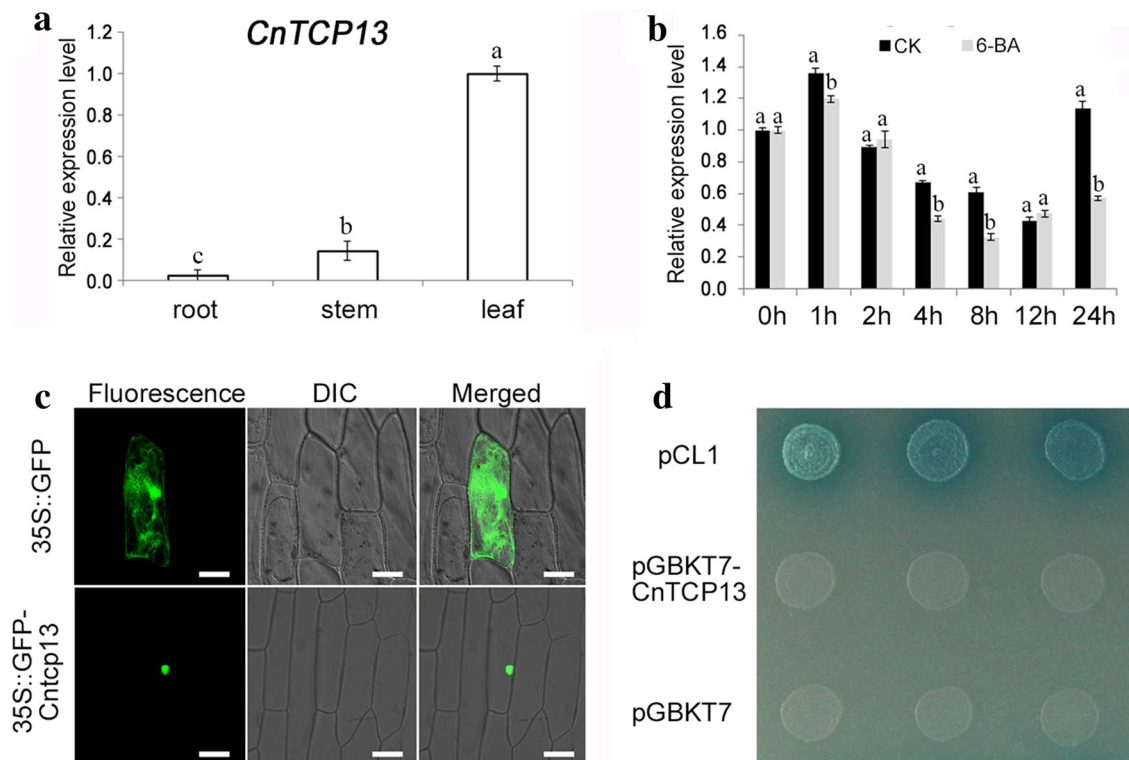 a
CnTCP13
Relative expression level
1.2
1.0
0.8
0.6
0.4
0.2
0.0
c
b
a
root stem leaf
b
CK 6-BA
Relative expression level
1.6
1.4
1.2
1.0
0.8
0.6
0.4
0.2
0.0
a a
a b
a a
a b
a b
a a
a b
0h 1h 2h 4h 8h 12h 24h
c
Fluorescence DIC Merged
35S::GFP
35S::GFP-
Cntcp13
d
pCL1
pGBKT7-
CnTCP13
pGBKT7